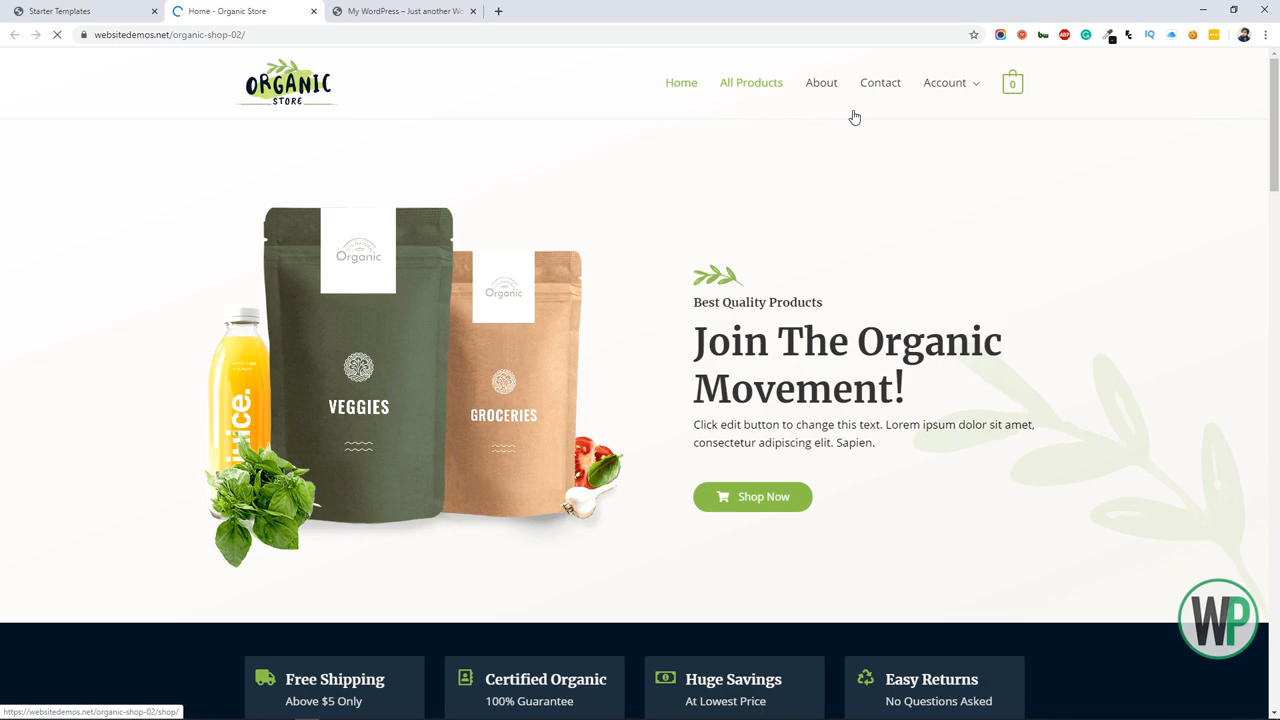 Starter Templates
Home - Organic Store
My WordPress – Just another Wo
websitedemos.net/organic-shop-02/
ORGANIC
STORE
Home
All Products
About
Contact
Account
0
Organic
Organic
juice.
VEGGIES
GROCERIES
Best Quality Products
Join The Organic
Movement!
Click edit button to change this text. Lorem ipsum dolor sit amet,
consectetur adipiscing elit. Sapien.
Shop Now
WP
Free Shipping
Above $5 Only
Certified Organic
100% Guarantee
Huge Savings
At Lowest Price
Easy Returns
No Questions Asked
https://websitedemos.net/organic-shop-02/shop/